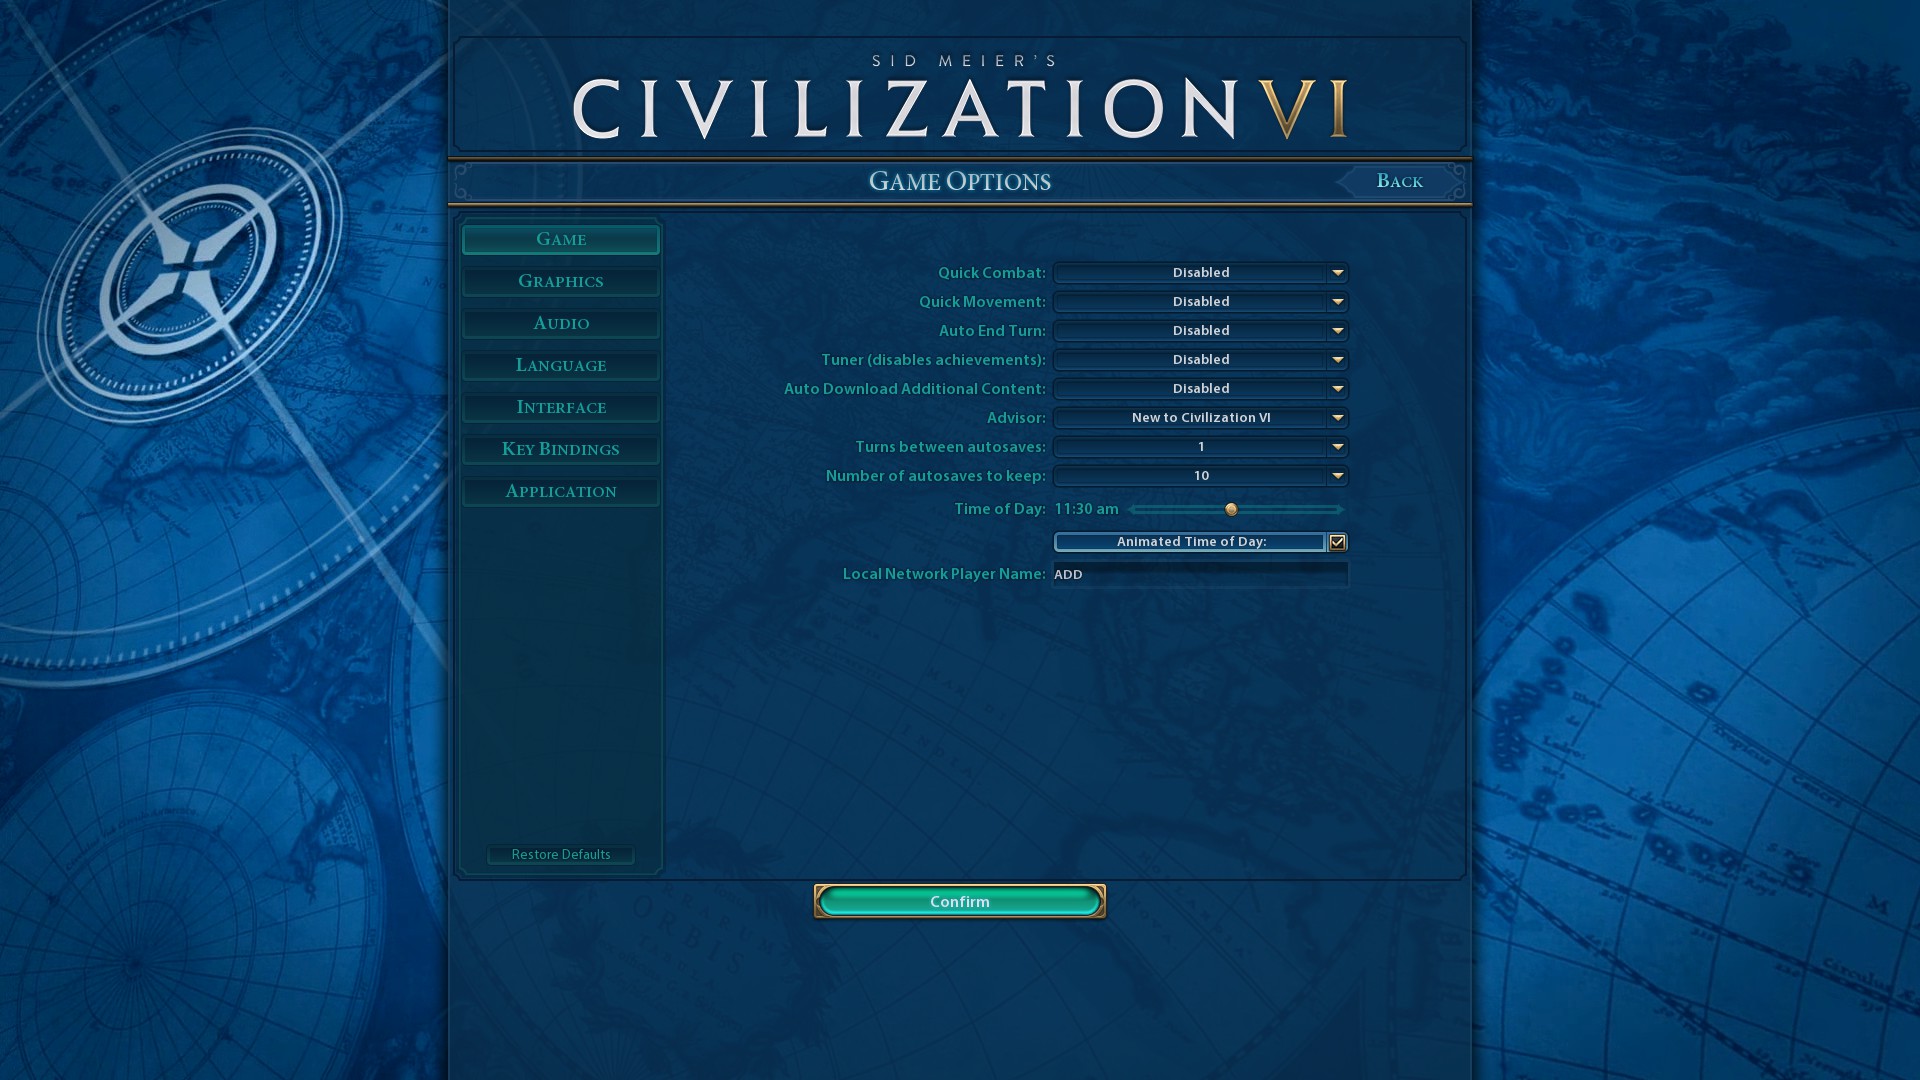 SID MEIER'S
CIVILIZATION VI
GAME OPTIONS
BACK
GAME
GRAPHICS
AUDIO
LANGUAGE
INTERFACE
KEY BINDINGS
APPLICATION
Restore Defaults
Quick Combat: Disabled
Quick Movement: Disabled
Auto End Turn: Disabled
Tuner (disables achievements): Disabled
Auto Download Additional Content: Disabled
Advisor: New to Civilization VI
Turns between autosaves: 1
Number of autosaves to keep: 10
Time of Day: 11:30 am
Animated Time of Day:
Local Network Player Name: ADD
Confirm